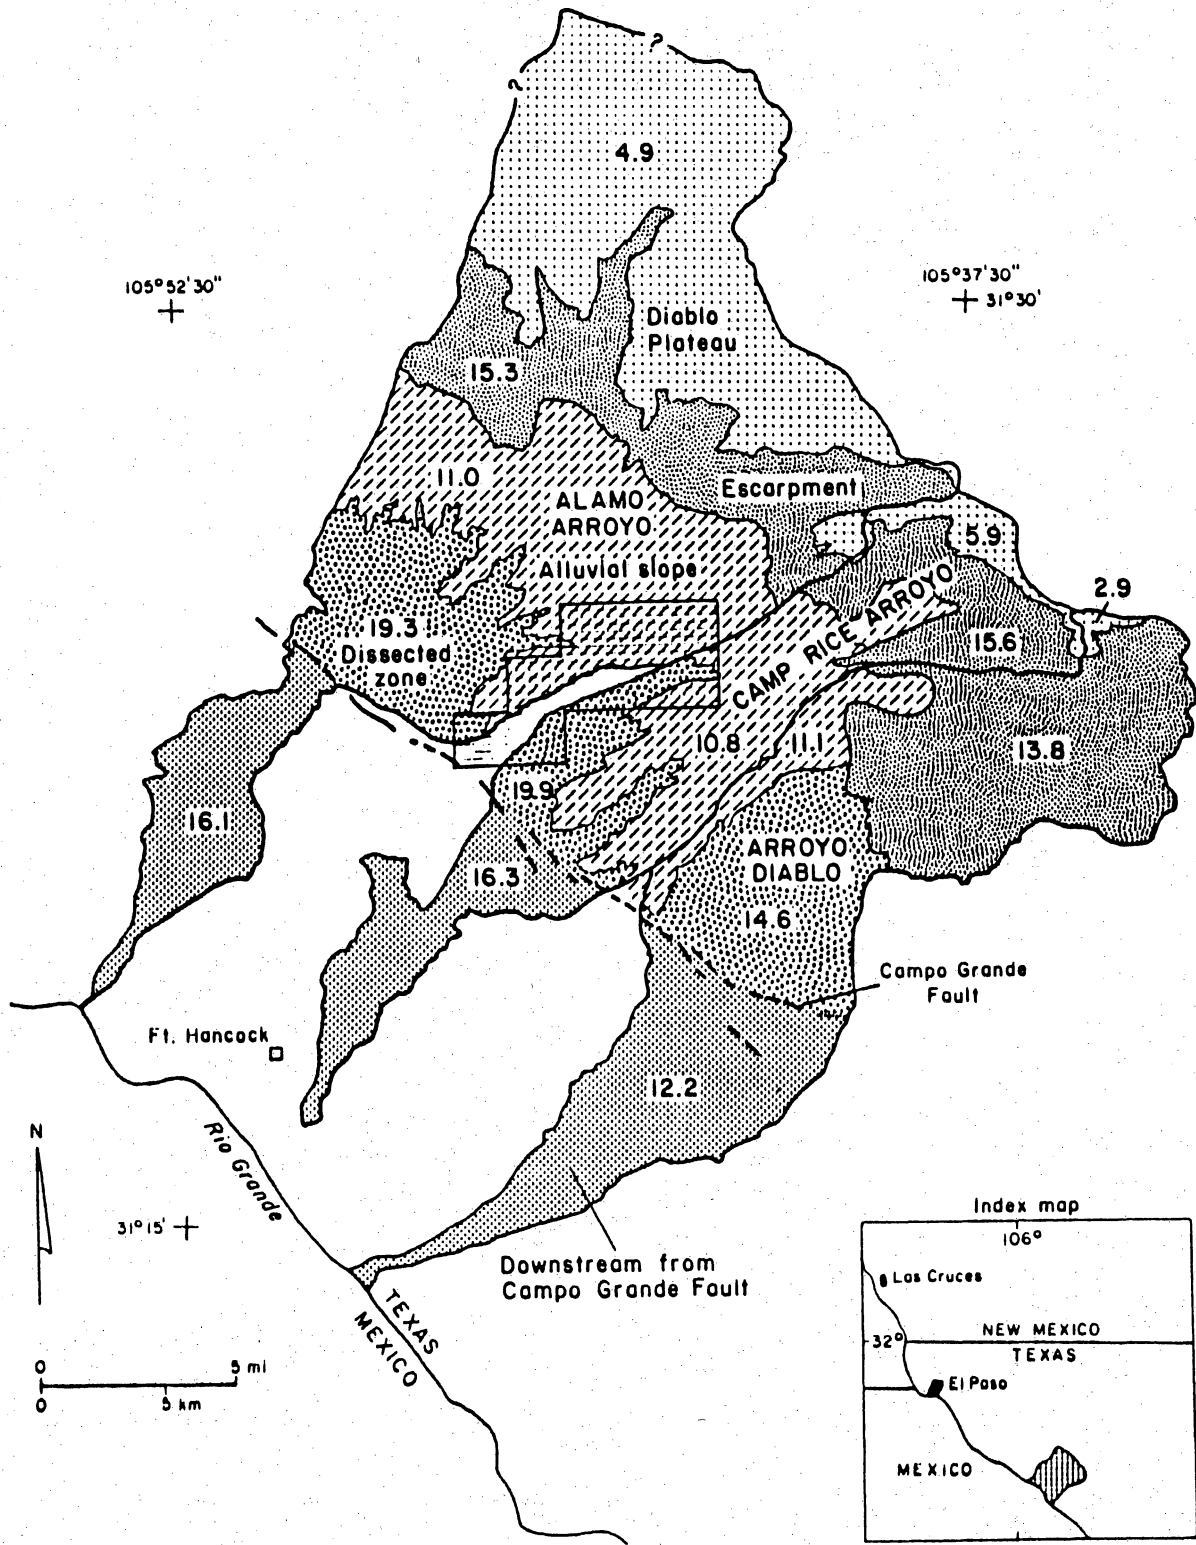 ?
?
4.9
105°52'30"
105°37'30"
31°30'
Diablo
Plateau
15.3
11.0
ALAMO
ARROYO
Escarpment
5.9
Alluvial slope
2.9
19.3
Dissected
zone
CAMP RICE ARROYO
15.6
10.8
11.1
13.8
19.9
16.1
16.3
ARROYO
DIABLO
14.6
Campo Grande
Fault
Ft. Hancock
12.2
N
Rio Grande
31°15'
Downstream from
Campo Grande Fault
TEXAS
MEXICO
0 5 mi
0 5 km
Index map
106°
Las Cruces
32°
NEW MEXICO
TEXAS
El Paso
MEXICO